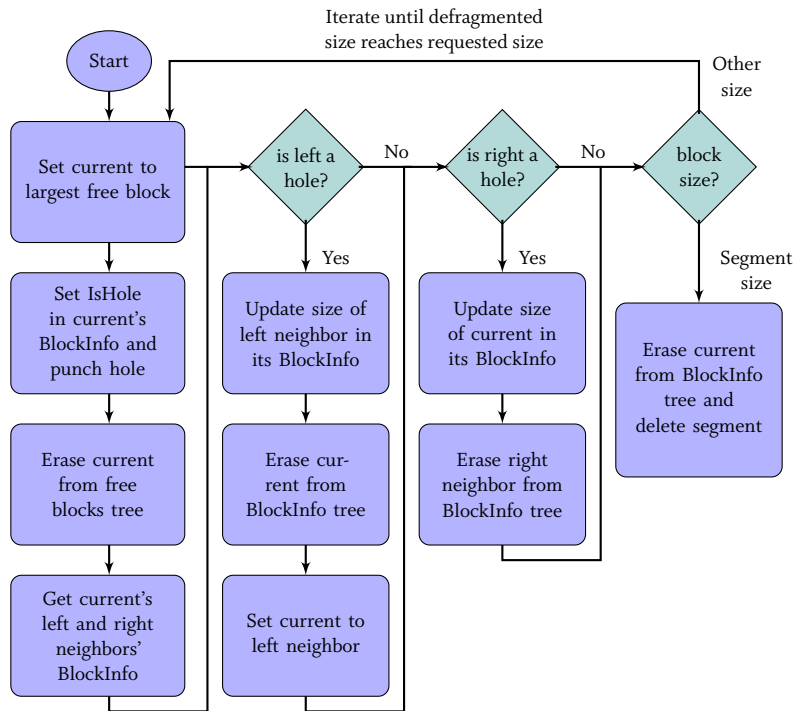 Iterate until defragmented
size reaches requested size
Start
Other
size
Set current to
largest free block
is left a
hole?
No
is right a
hole?
No
block
size?
Yes
Yes
Segment
size
Set IsHole
in current's
BlockInfo and
punch hole
Update size of
left neighbor in
its BlockInfo
Update size
of current in
its BlockInfo
Erase current
from BlockInfo
tree and
delete segment
Erase current
from free
blocks tree
Erase cur-
rent from
BlockInfo tree
Erase right
neighbor from
BlockInfo tree
Get current's
left and right
neighbors'
BlockInfo
Set current to
left neighbor